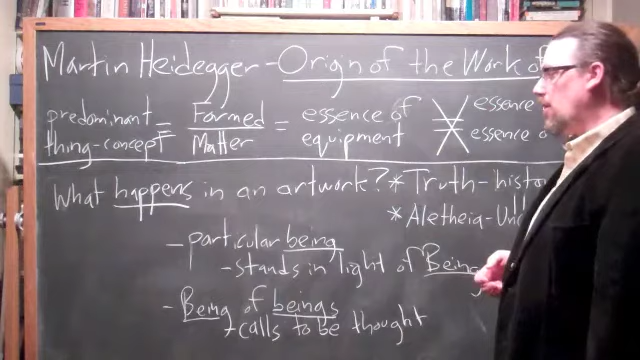 Martin Heidegger - Origin of the Work of
predominant thing-concept = Formed Matter = essence of equipment ≠ essence
≠ essence o
What happens in an artwork? * Truth - histo
* Aletheia - Unc
- particular being
- stands in light of Being
- Being of beings
→ calls to be thought